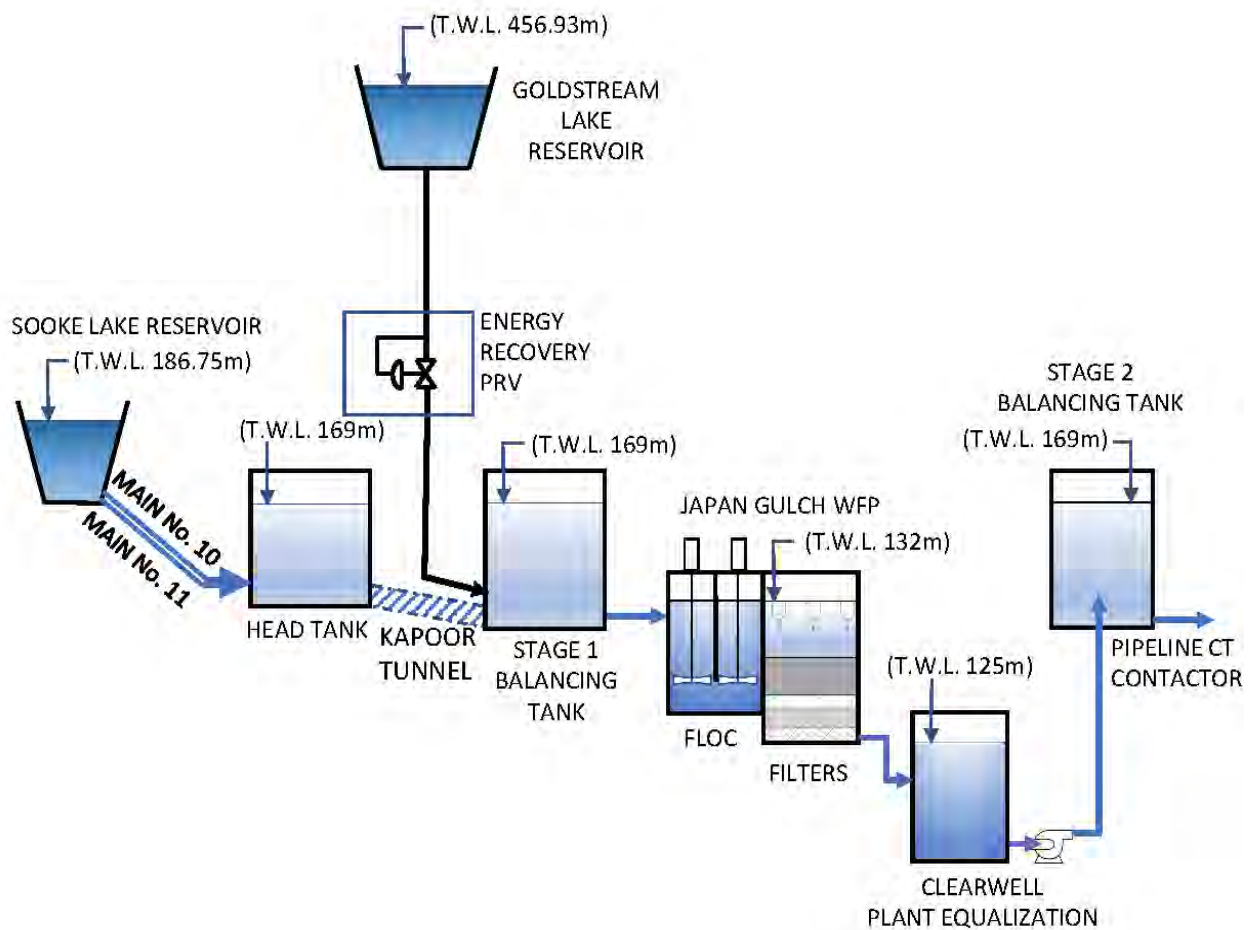 (T.W.L. 456.93m)
GOLDSTREAM
LAKE
RESERVOIR
ENERGY
RECOVERY
PRV
SOOKE LAKE RESERVOIR
(T.W.L. 186.75m)
MAIN No. 10
MAIN No. 11
(T.W.L. 169m)
HEAD TANK
KAPOOR
TUNNEL
(T.W.L. 169m)
STAGE 1
BALANCING
TANK
JAPAN GULCH WFP
(T.W.L. 132m)
FLOC
FILTERS
(T.W.L. 125m)
CLEARWELL
PLANT EQUALIZATION
STAGE 2
BALANCING TANK
(T.W.L. 169m)
PIPELINE CT
CONTACTOR